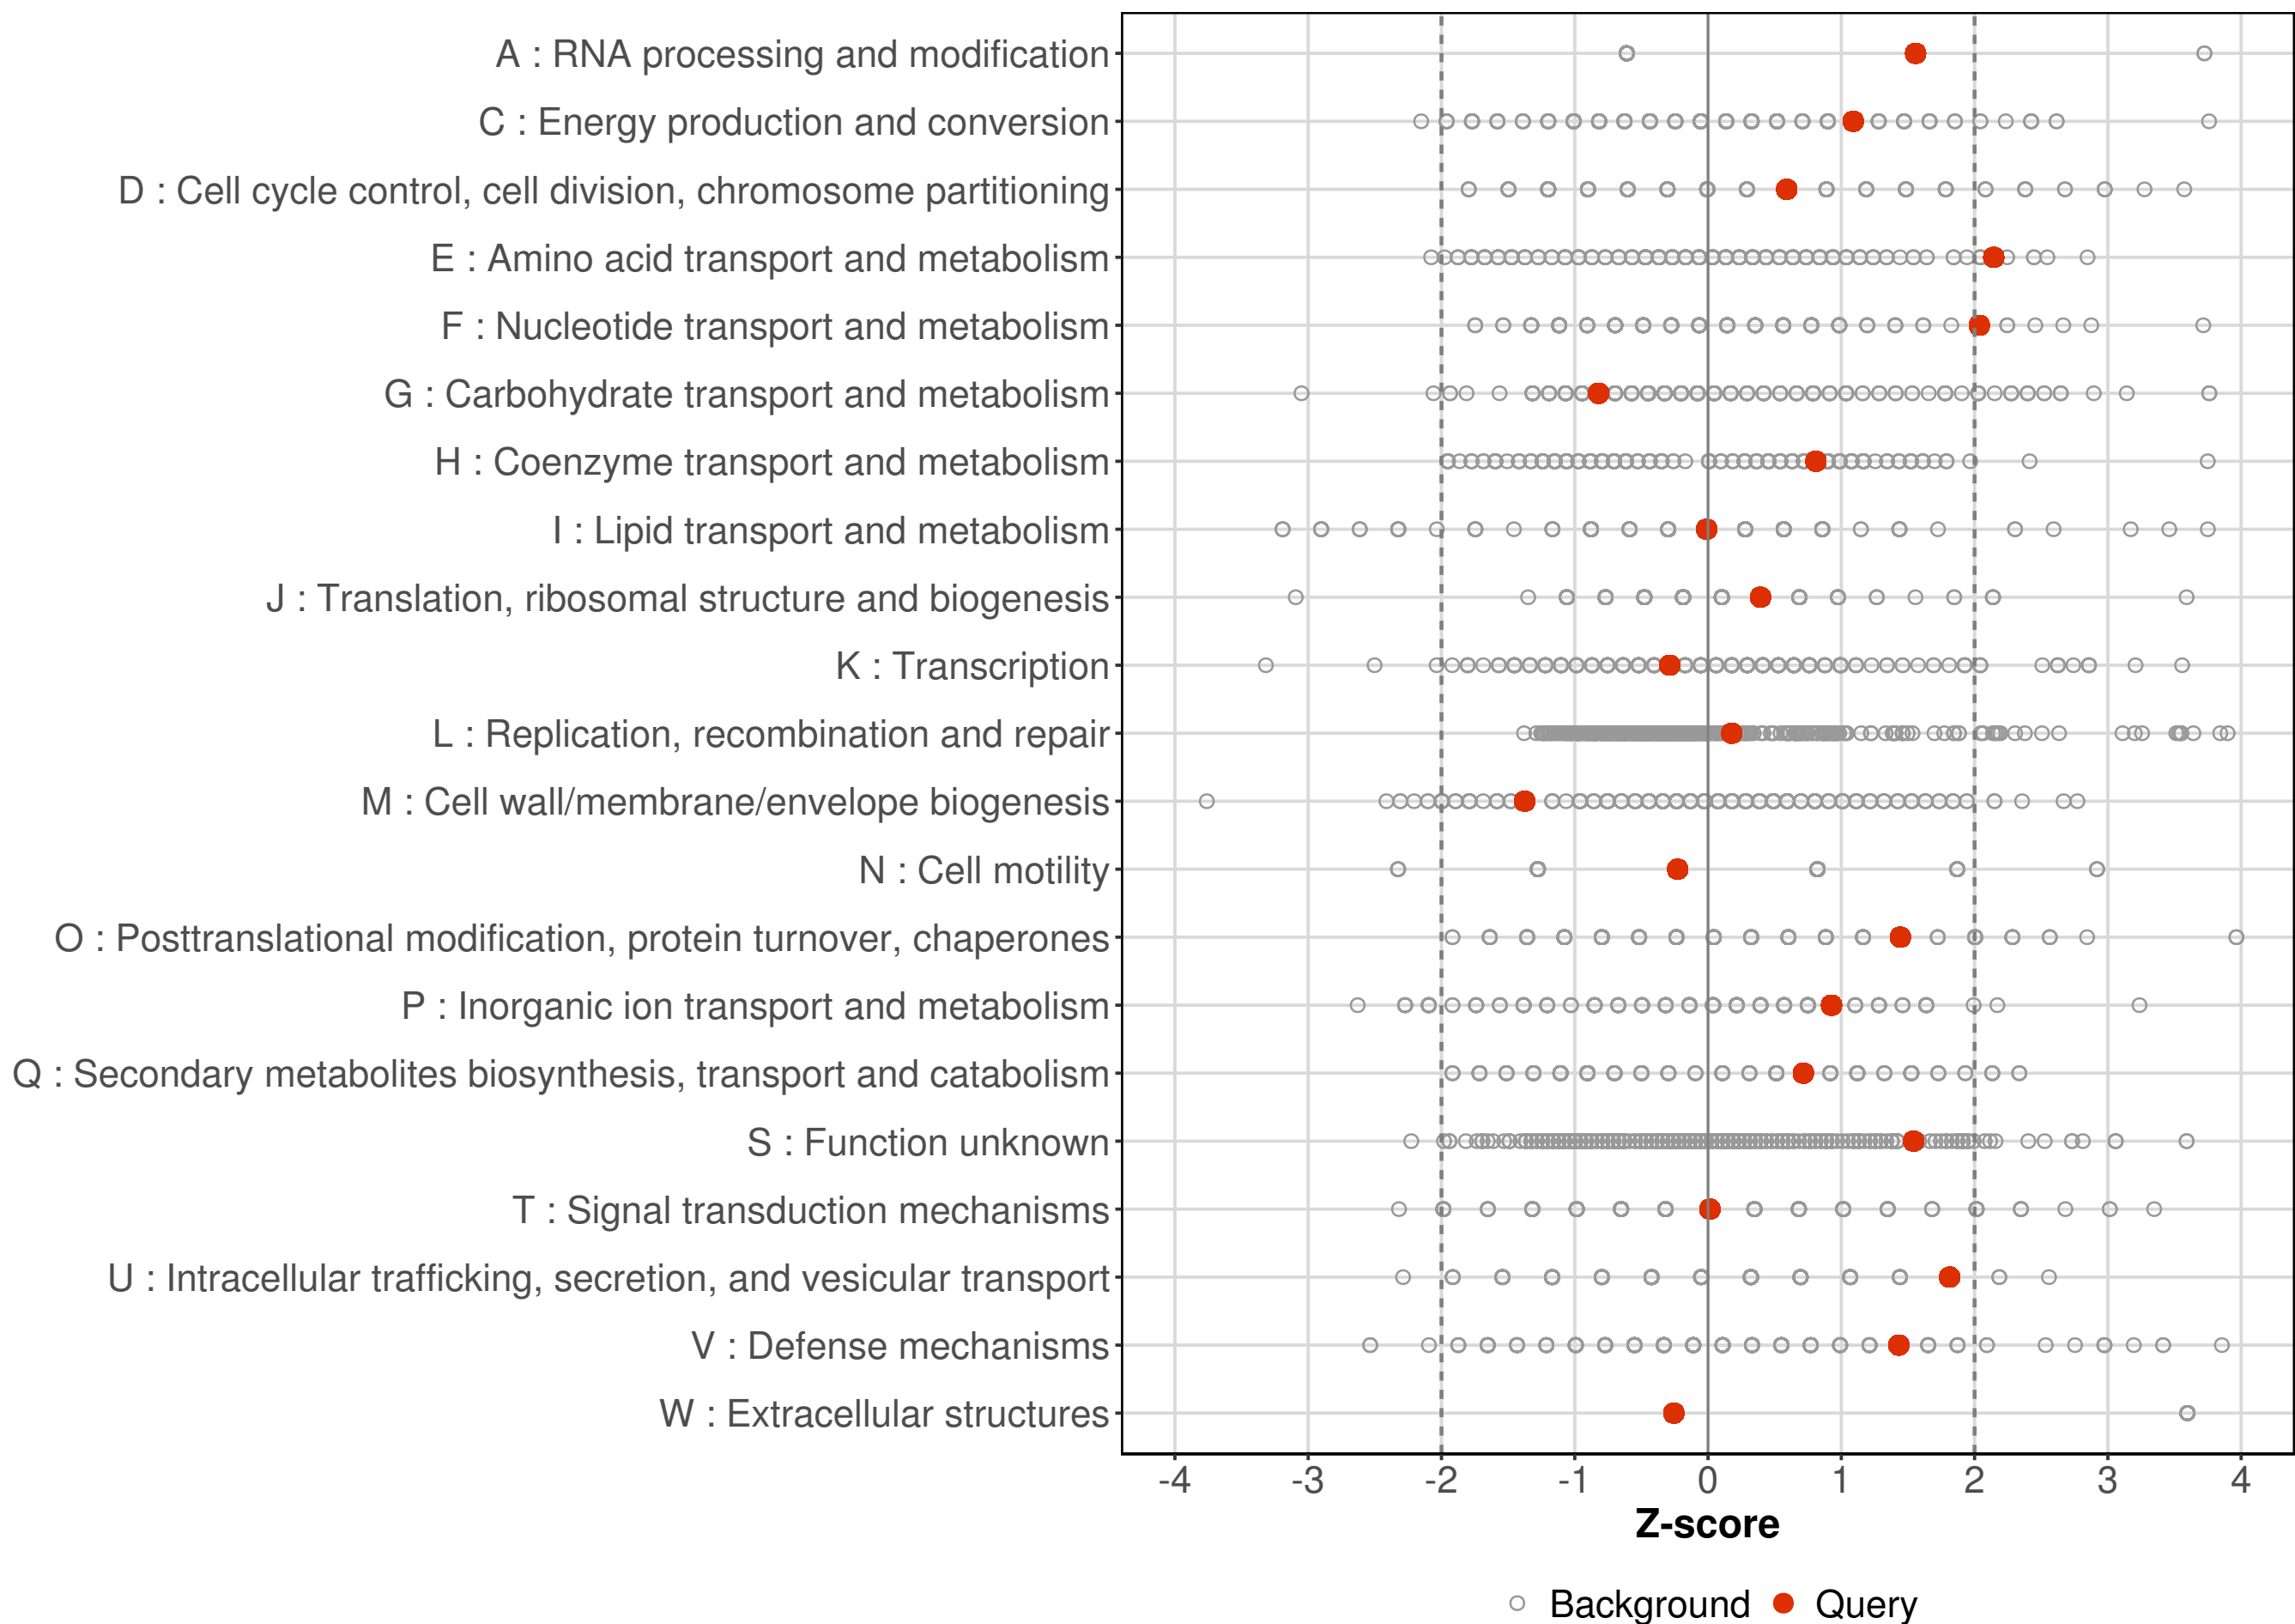 A : RNA processing and modification
C : Energy production and conversion
D : Cell cycle control, cell division, chromosome partitioning
E : Amino acid transport and metabolism
F : Nucleotide transport and metabolism
G : Carbohydrate transport and metabolism
H : Coenzyme transport and metabolism
I : Lipid transport and metabolism
J : Translation, ribosomal structure and biogenesis
K : Transcription
L : Replication, recombination and repair
M : Cell wall/membrane/envelope biogenesis
N : Cell motility
O : Posttranslational modification, protein turnover, chaperones
P : Inorganic ion transport and metabolism
Q : Secondary metabolites biosynthesis, transport and catabolism
S : Function unknown
T : Signal transduction mechanisms
U : Intracellular trafficking, secretion, and vesicular transport
V : Defense mechanisms
W : Extracellular structures
-4 -3 -2 -1 0 1 2 3 4
Z-score
Background Query